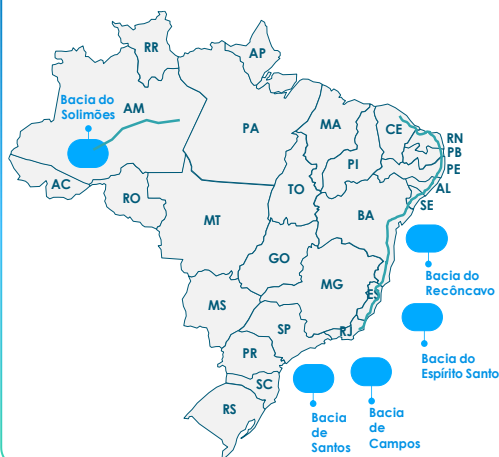 RR
AP
Bacia do
Solimões
AM
PA
MA
CE
RN
PB
PE
AL
SE
PI
AC
RO
TO
BA
MT
GO
MG
ES
MS
SP
RJ
PR
SC
RS
Bacia do
Recôncavo
Bacia do
Espírito Santo
Bacia
de
Santos
Bacia
de
Campos